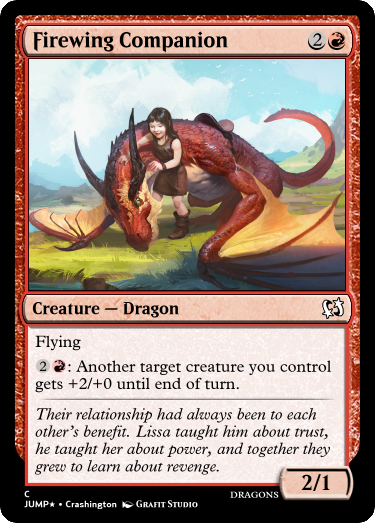 Firewing Companion 2
Creature — Dragon
Flying
2: Another target creature you control
gets +2/+0 until end of turn.
Their relationship had always been to each
other's benefit. Lissa taught him about trust,
he taught her about power, and together they
grew to learn about revenge.
2/1
C DRAGONS
JUMP★ • Crashington Grafit Studio